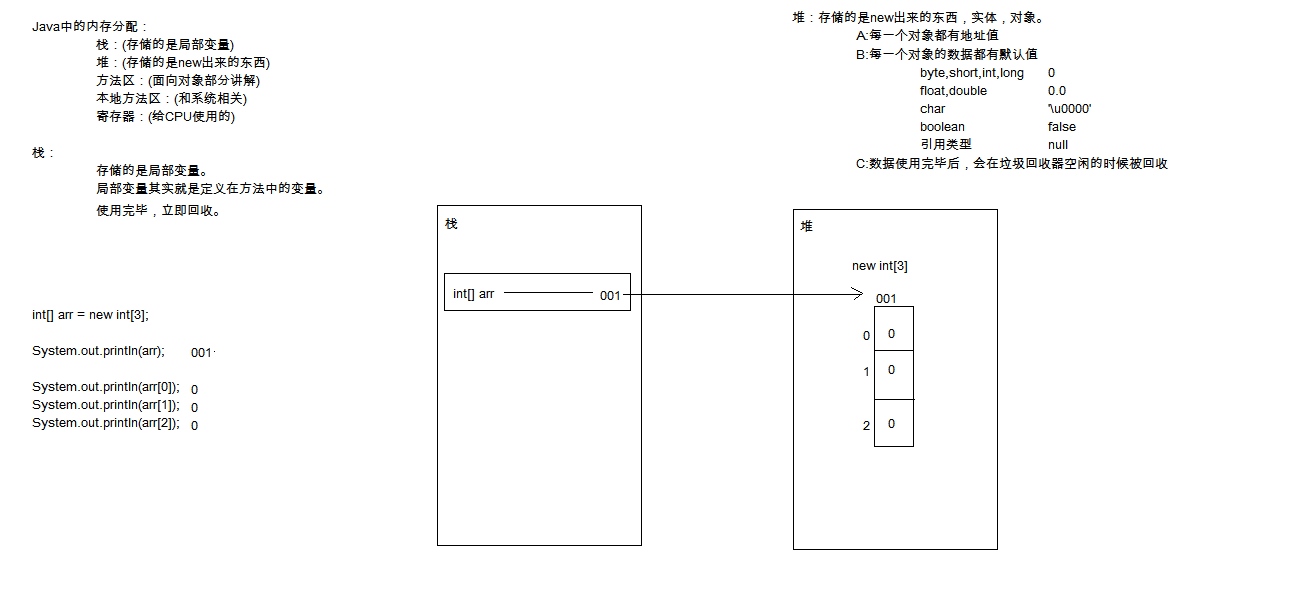 Java中的内存分配：
栈：(存储的是局部变量)
堆：(存储的是new出来的东西)
方法区：(面向对象部分讲解)
本地方法区：(和系统相关)
寄存器：(给CPU使用的)
栈：
存储的是局部变量。
局部变量其实就是定义在方法中的变量。
使用完毕，立即回收。
堆：存储的是new出来的东西，实体，对象。
A:每一个对象都有地址值
B:每一个对象的数据都有默认值
byte,short,int,long 0
float,double 0.0
char '\u0000'
boolean false
引用类型 null
C:数据使用完毕后，会在垃圾回收器空闲的时候被回收
int[] arr = new int[3];
System.out.println(arr); 001
System.out.println(arr[0]); 0
System.out.println(arr[1]); 0
System.out.println(arr[2]); 0
栈
int[] arr 001
堆
new int[3]
001
0 0
1 0
2 0